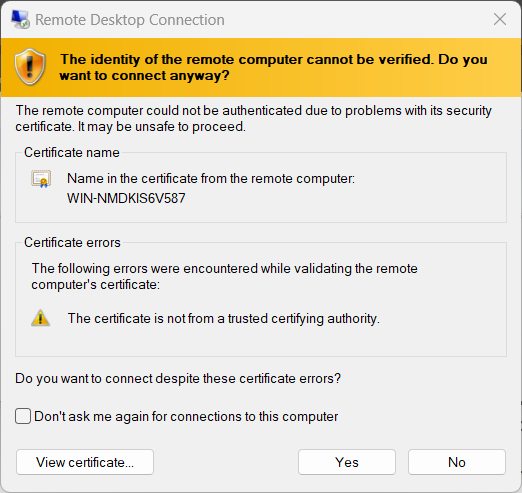 Remote Desktop Connection
The identity of the remote computer cannot be verified. Do you
want to connect anyway?
The remote computer could not be authenticated due to problems with its security
certificate. It may be unsafe to proceed.
Certificate name
Name in the certificate from the remote computer:
WIN-NMDKIS6V587
Certificate errors
The following errors were encountered while validating the remote
computer's certificate:
The certificate is not from a trusted certifying authority.
Do you want to connect despite these certificate errors?
Don't ask me again for connections to this computer
View certificate...
Yes
No